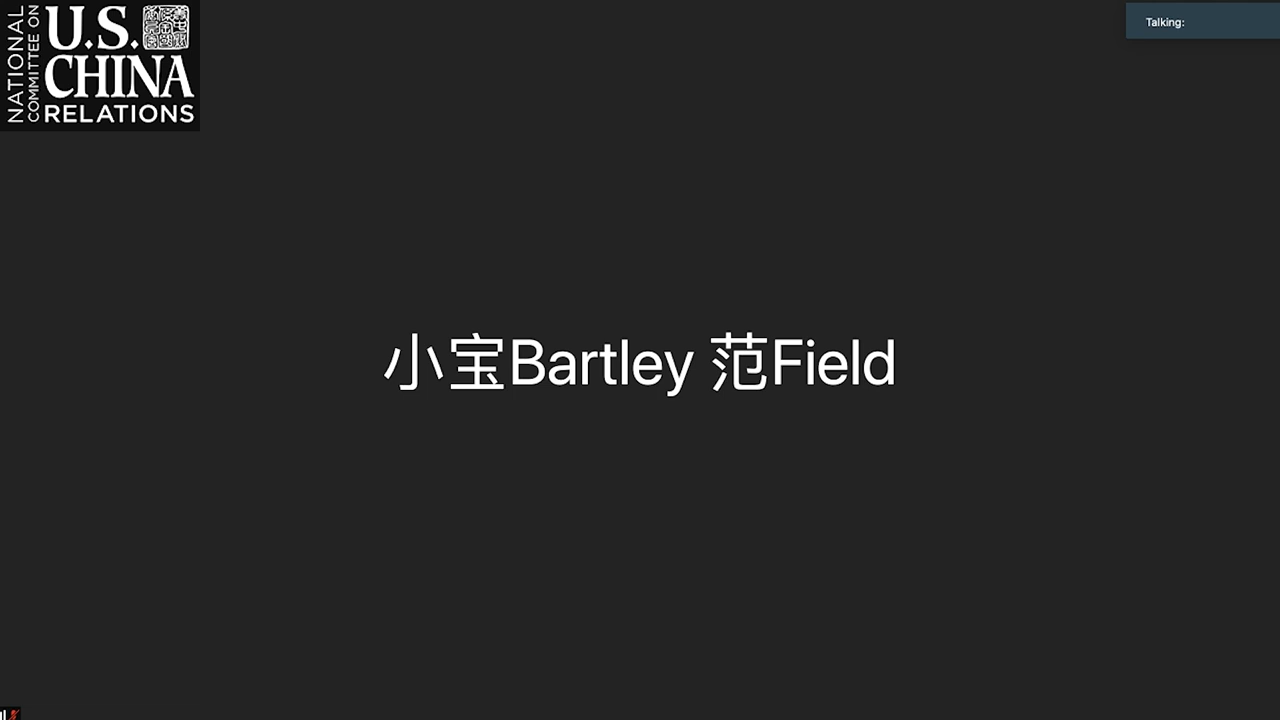 NATIONAL
COMMITTEE ON
U.S.
CHINA
RELATIONS
Talking:
小宝Bartley 范Field